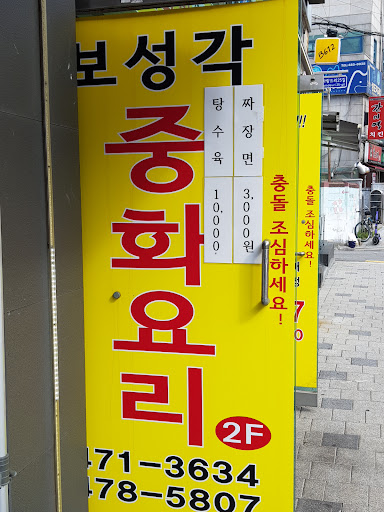 보성각
중화요리
2F
471-3634
478-5807
탕수육 10,000
짜장면 3,000원
충돌 조심하세요!
충돌 조심하세요!
B612